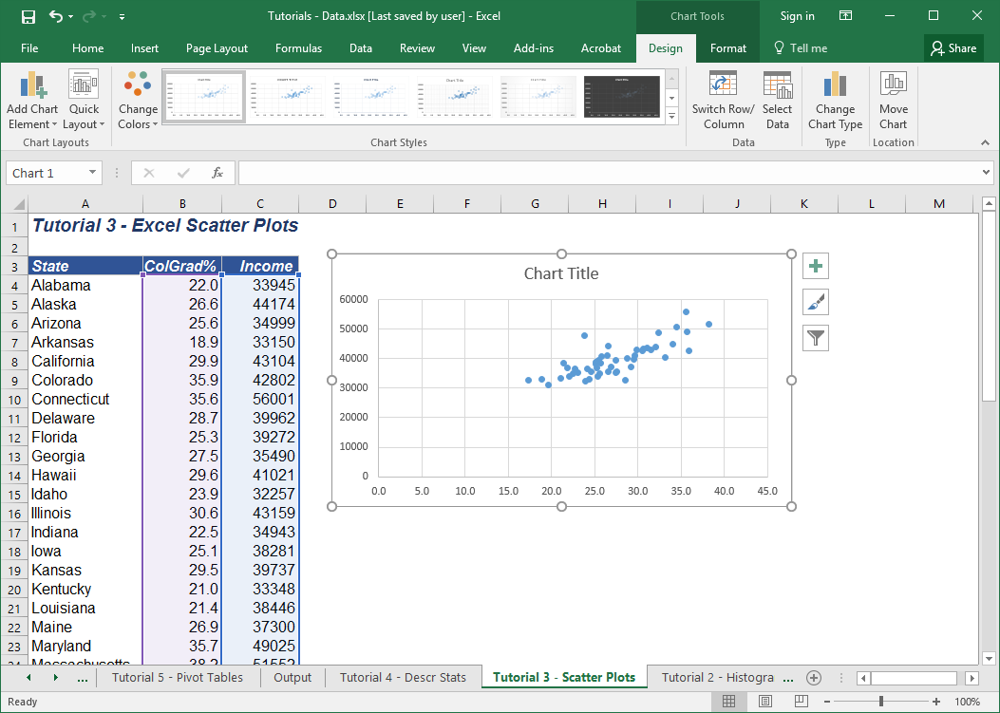 Tutorials - Data.xlsx [Last saved by user] - Excel
Chart Tools
Sign in
File Home Insert Page Layout Formulas Data Review View Add-ins Acrobat Design Format Tell me Share
Add Chart Element
Quick Layout
Change Colors
Switch Row/ Column
Select Data
Change Chart Type
Move Chart
Chart Layouts Chart Styles Data Type Location
Chart 1 fx
A B C D E F G H I J K L M
1 Tutorial 3 - Excel Scatter Plots
2
3 State ColGrad% Income
4 Alabama 22.0 33945
5 Alaska 26.6 44174
6 Arizona 25.6 34999
7 Arkansas 18.9 33150
8 California 29.9 43104
9 Colorado 35.9 42802
10 Connecticut 35.6 56001
11 Delaware 28.7 39962
12 Florida 25.3 39272
13 Georgia 27.5 35490
14 Hawaii 29.6 41021
15 Idaho 23.9 32257
16 Illinois 30.6 43159
17 Indiana 22.5 34943
18 Iowa 25.1 38281
19 Kansas 29.5 39737
20 Kentucky 21.0 33348
21 Louisiana 21.4 38446
22 Maine 26.9 37300
23 Maryland 35.7 49025
24 Massachusetts 38.2 51552
Chart Title
60000
50000
40000
30000
20000
10000
0
0.0 5.0 10.0 15.0 20.0 25.0 30.0 35.0 40.0 45.0
... Tutorial 5 - Pivot Tables Output Tutorial 4 - Descr Stats Tutorial 3 - Scatter Plots Tutorial 2 - Histogra ...
Ready 100%